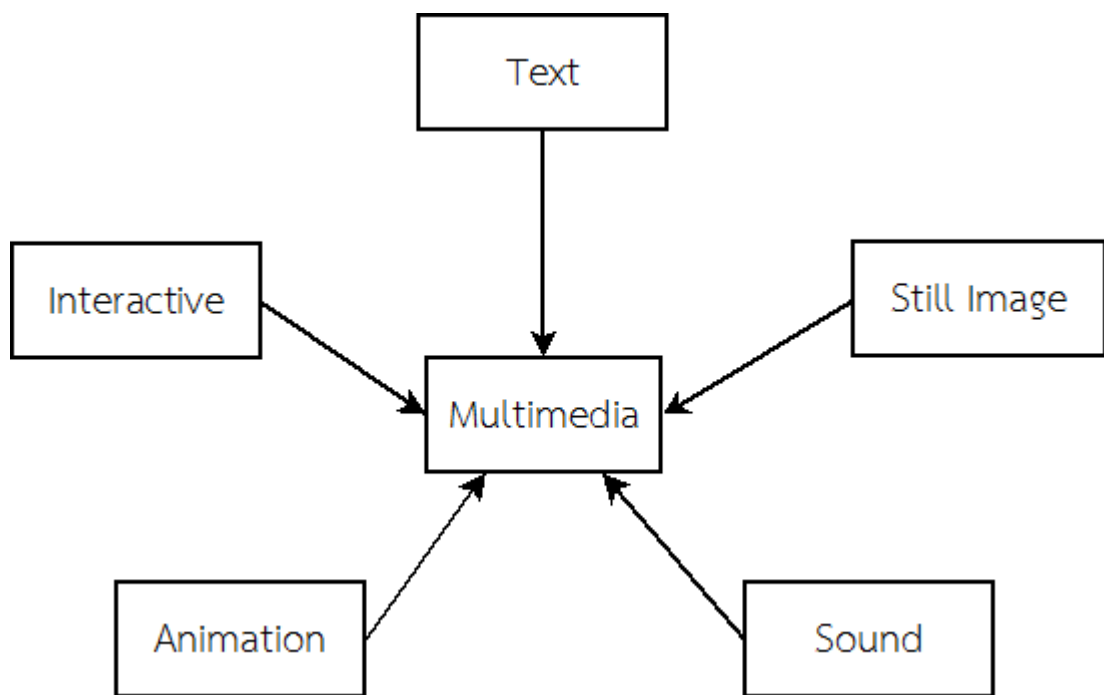 Text
Interactive
Still Image
Multimedia
Animation
Sound